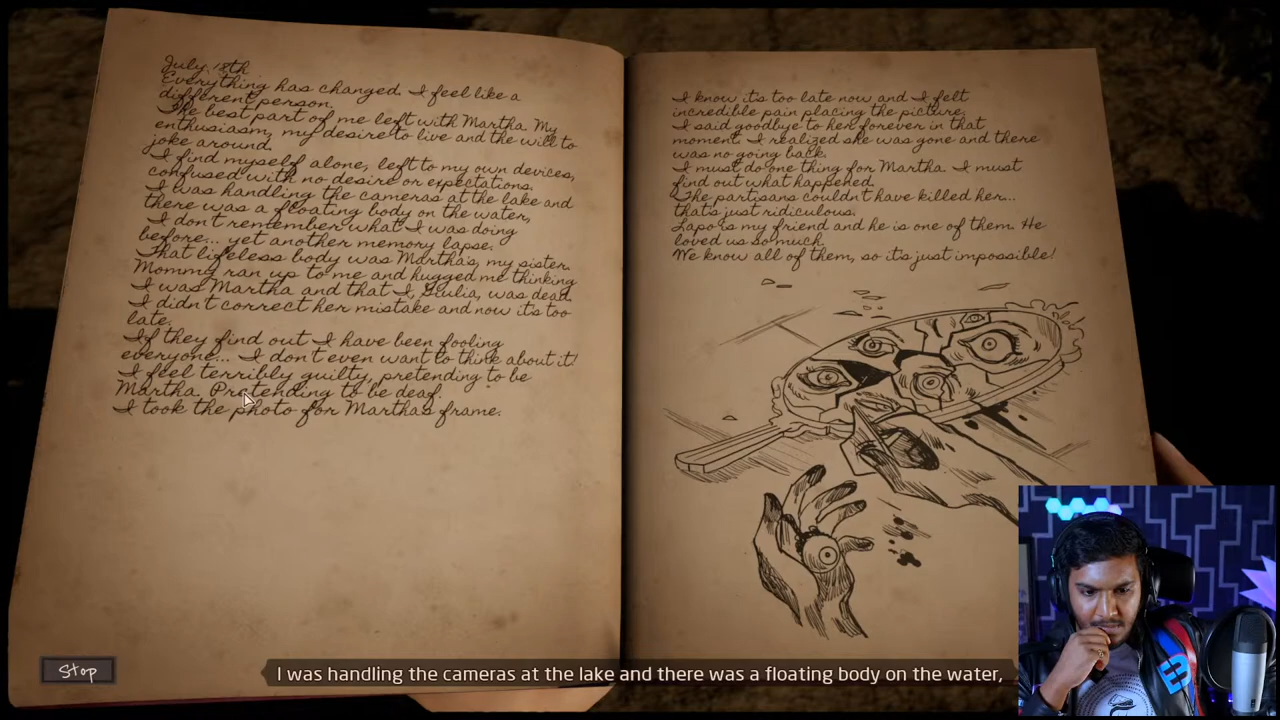 July 18th
Everything has changed. I feel like a
different person.
The best part of me left with Martha. My
enthusiasm, my desire to live and the will to
joke around.
I find myself alone, left to my own devices,
confused with no desire or expectations.
I was handling the cameras at the lake and
there was a floating body on the water,
I don't remember what I was doing
before... yet another memory lapse.
That lifeless body was Martha's, my sister.
Mommy ran up to me and hugged me thinking
I was Martha and that I, Giulia, was dead.
I didn't correct her mistake and now it's too
late.
If they find out I have been fooling
everyone... I don't even want to think about it!
I feel terribly guilty, pretending to be
Martha. Pretending to be deaf.
I took the photo for Martha's frame.
I know it's too late now and I felt
incredible pain placing the picture.
I said goodbye to her forever in that
moment. I realized she was gone and there
was no going back.
I must do one thing for Martha. I must
find out what happened.
The partisans couldn't have killed her...
that's just ridiculous.
Lapo is my friend and he is one of them. He
loved us so much.
We know all of them, so it's just impossible!
Stop
I was handling the cameras at the lake and there was a floating body on the water,